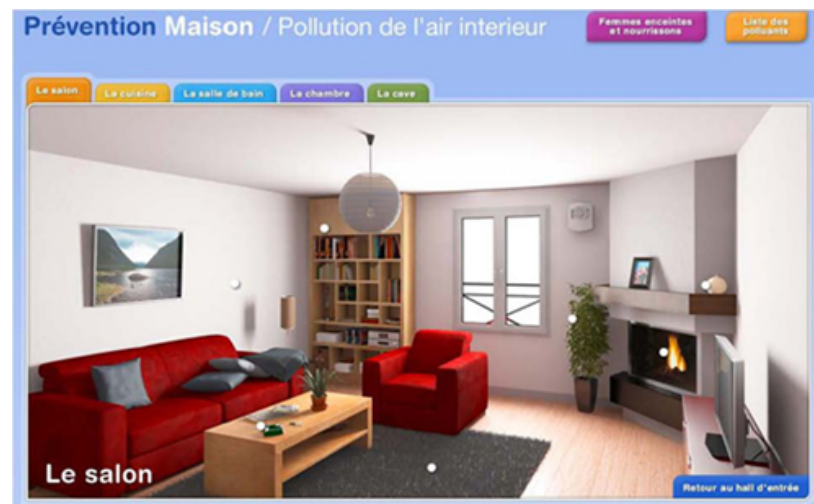 Prévention Maison / Pollution de l'air interieur
Femmes enceintes
et nourrissons
Liste des
polluants
Le salon
La cuisine
La salle de bain
La chambre
La cave
Le salon
Retour au hall d'entrée